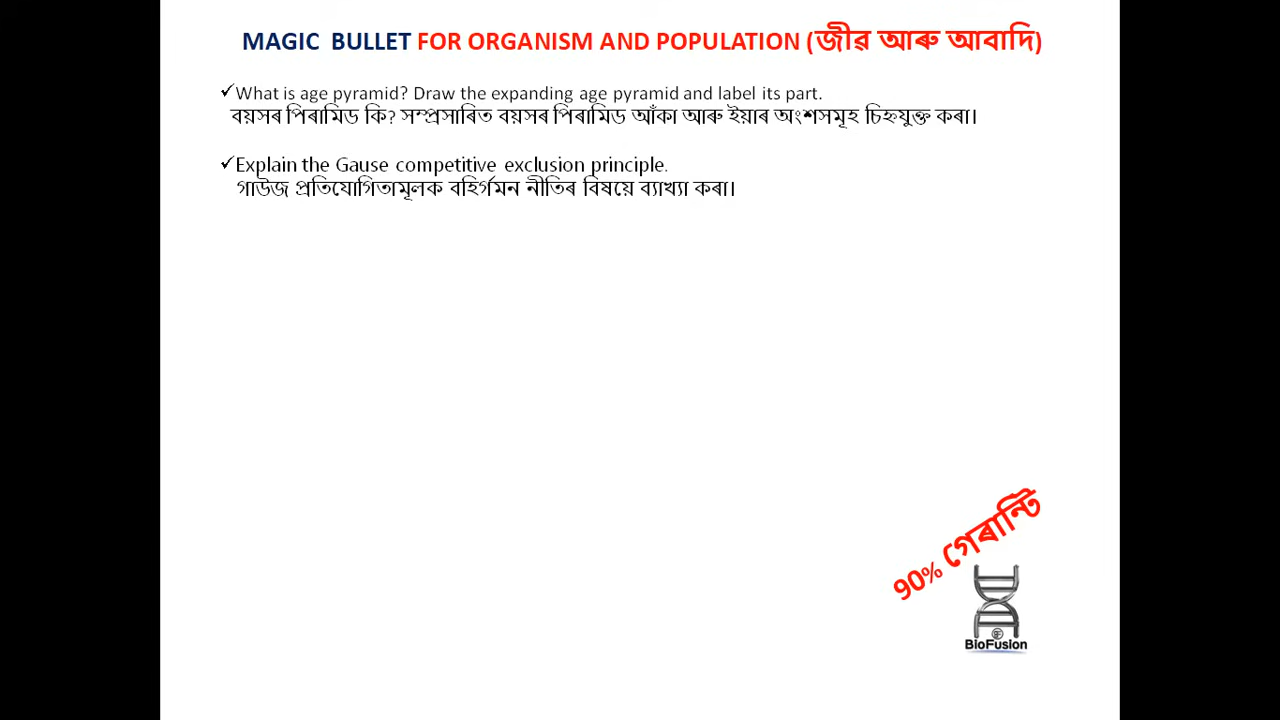 MAGIC BULLET FOR ORGANISM AND POPULATION (জীৱ আৰু আবাদি)
✓What is age pyramid? Draw the expanding age pyramid and label its part.
বয়সৰ পিৰামিড কি? সম্প্ৰসাৰিত বয়সৰ পিৰামিড আঁকা আৰু ইয়াৰ অংশসমূহ চিহ্নযুক্ত কৰা।
✓Explain the Gause competitive exclusion principle.
গাউজ প্ৰতিযোগিতামূলক বহিৰ্গমন নীতিৰ বিষয়ে ব্যাখ্যা কৰা।
90% গেৰান্টি
BioFusion